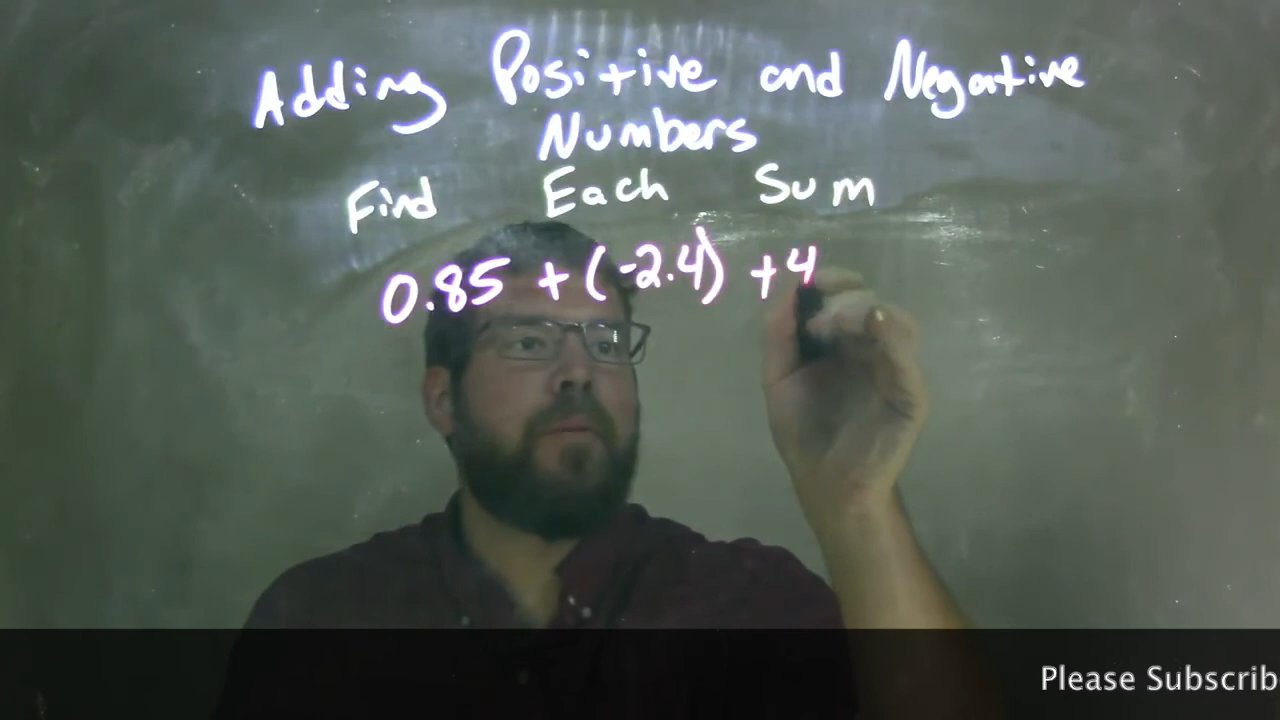 Adding Positive and Negative
Numbers
Find Each Sum
0.85 + (-2.4) + 4
Please Subscrib